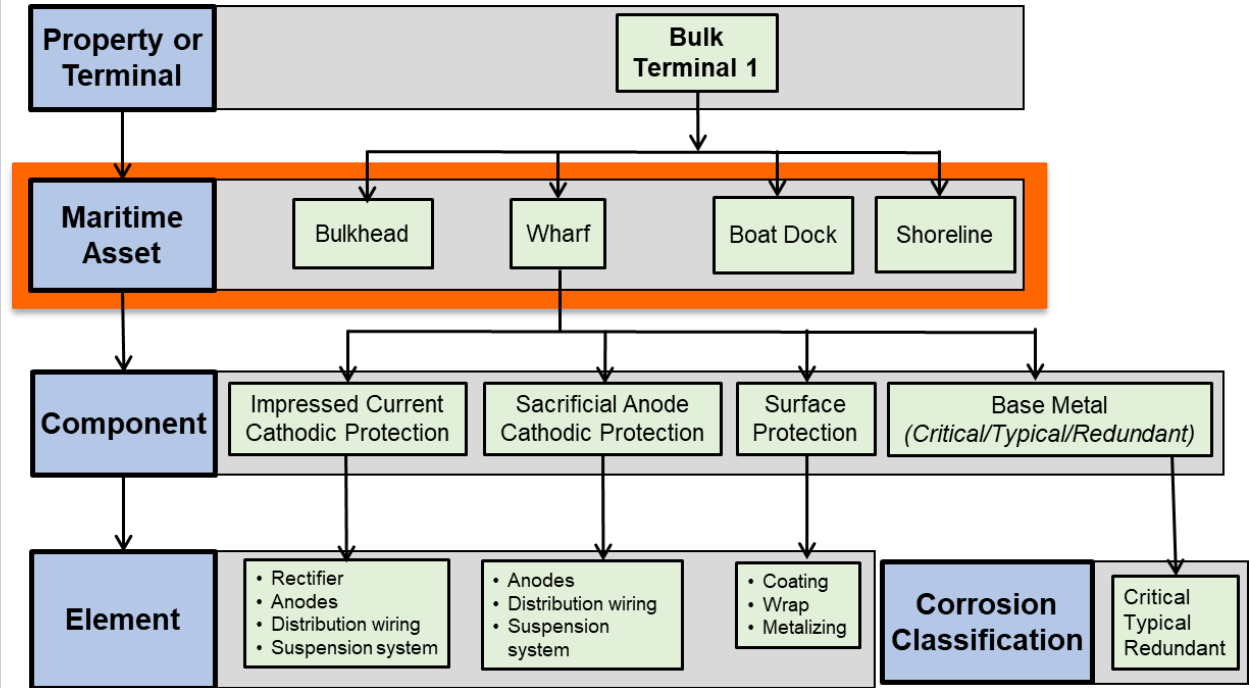 Property or
Terminal
Bulk
Terminal 1
Maritime
Asset
Bulkhead
Wharf
Boat Dock
Shoreline
Component
Impressed Current
Cathodic Protection
Sacrificial Anode
Cathodic Protection
Surface
Protection
Base Metal
(Critical/Typical/Redundant)
Element
• Rectifier
• Anodes
• Distribution wiring
• Suspension system
• Anodes
• Distribution wiring
• Suspension
system
• Coating
• Wrap
• Metalizing
Corrosion
Classification
Critical
Typical
Redundant